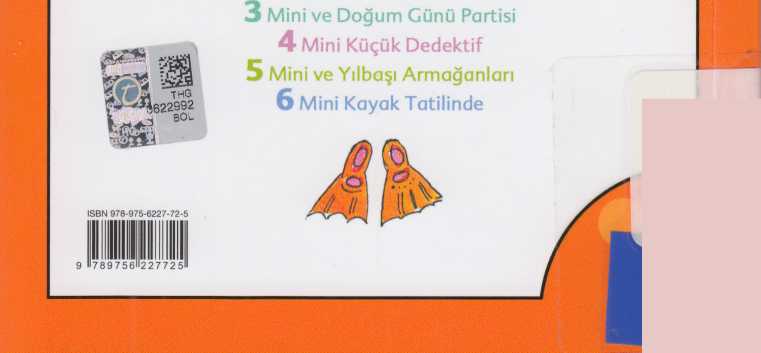 3 Mini ve Doğum Günü Partisi
4 Mini Küçük Dedektif
5 Mini ve Yılbaşı Armağanları
6 Mini Kayak Tatilinde
THG
0622992
BOL
ISBN 978-975-6227-72-5
9 789756 227725